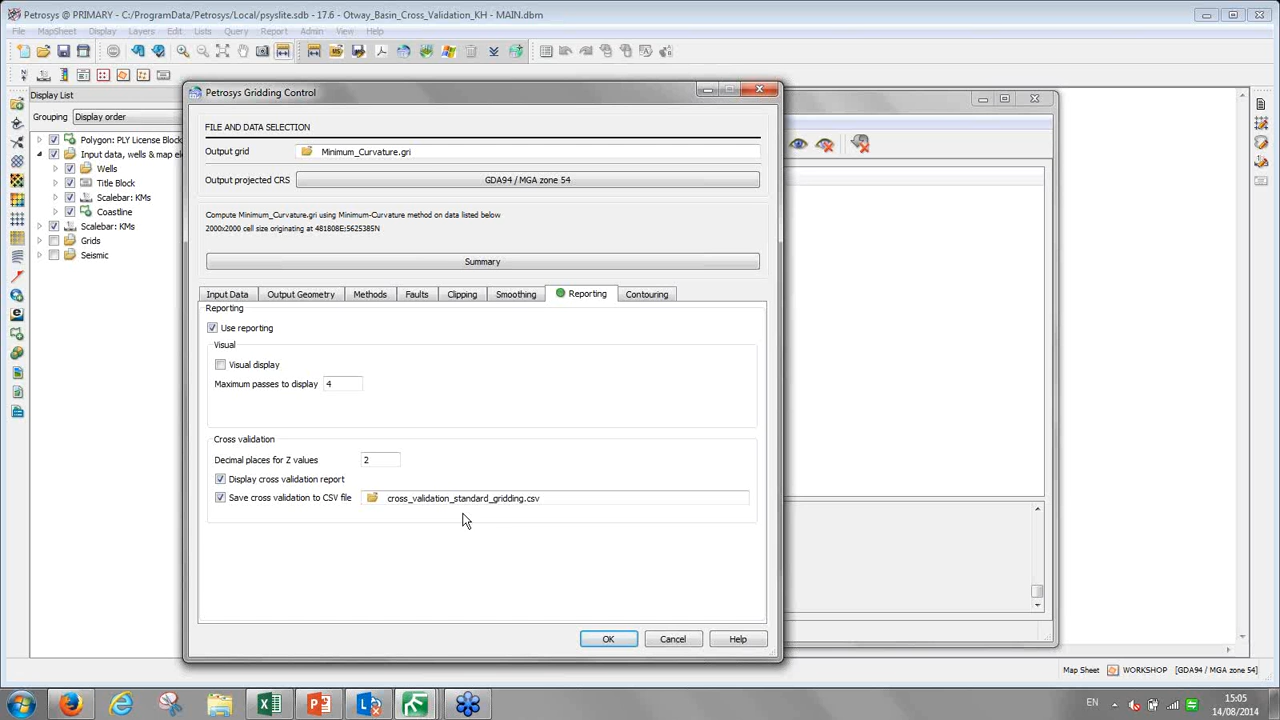 Petrosys @ PRIMARY - C:/ProgramData/Petrosys/Local/psyslite.sdb - 17.6 - Otway_Basin_Cross_Validation_KH - MAIN.dbm
File MapSheet Display Layers Edit Lists Query Report Admin View Help
Display List
Grouping Display order
Polygon: PLY License Block
Input data, wells & map el
Wells
Title Block
Scalebar: KMs
Coastline
Scalebar: KMs
Grids
Seismic
Petrosys Gridding Control
FILE AND DATA SELECTION
Output grid Minimum_Curvature.gri
Output projected CRS GDA94 / MGA zone 54
Compute Minimum_Curvature.gri using Minimum-Curvature method on data listed below
2000x2000 cell size originating at 481808E:5625385N
Summary
Input Data Output Geometry Methods Faults Clipping Smoothing Reporting Contouring
Reporting
Use reporting
Visual
Visual display
Maximum passes to display 4
Cross validation
Decimal places for Z values 2
Display cross validation report
Save cross validation to CSV file cross_validation_standard_gridding.csv
OK Cancel Help
Map Sheet WORKSHOP [GDA94 / MGA zone 54]
EN 15:05
14/08/2014